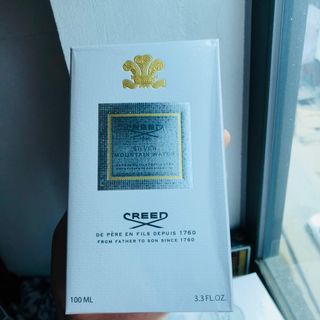 CREED
SILVER
MOUNTAIN WATER
CREED
DE PÈRE EN FILS DEPUIS 1760
FROM FATHER TO SON SINCE 1760
100 ML 3.3 FL.OZ.